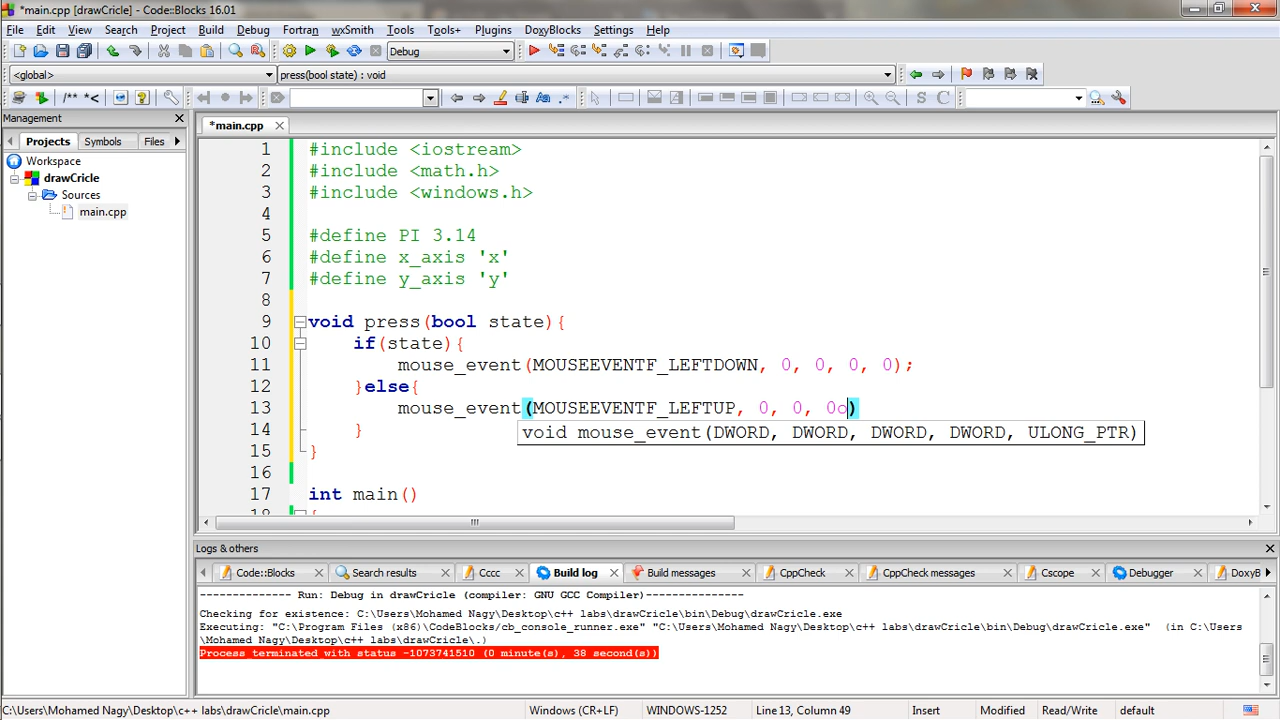 *main.cpp [drawCricle] - Code::Blocks 16.01
File Edit View Search Project Build Debug Fortran wxSmith Tools Tools+ Plugins DoxyBlocks Settings Help
Debug
<global> press(bool state) : void
/** *< S C
Management
Projects Symbols Files
Workspace
drawCricle
Sources
main.cpp
*main.cpp
1 #include <iostream>
2 #include <math.h>
3 #include <windows.h>
4
5 #define PI 3.14
6 #define x_axis 'x'
7 #define y_axis 'y'
8
9 void press(bool state){
10 if(state){
11 mouse_event(MOUSEEVENTF_LEFTDOWN, 0, 0, 0, 0);
12 }else{
13 mouse_event(MOUSEEVENTF_LEFTUP, 0, 0, 0o)
void mouse_event(DWORD, DWORD, DWORD, DWORD, ULONG_PTR)
14 }
15 }
16
17 int main()
18 {
Logs & others
Code::Blocks Search results Cccc Build log Build messages CppCheck CppCheck messages Cscope Debugger DoxyB
-------------- Run: Debug in drawCricle (compiler: GNU GCC Compiler)---------------
Checking for existence: C:\Users\Mohamed Nagy\Desktop\c++ labs\drawCricle\bin\Debug\drawCricle.exe
Executing: "C:\Program Files (x86)\CodeBlocks/cb_console_runner.exe" "C:\Users\Mohamed Nagy\Desktop\c++ labs\drawCricle\bin\Debug\drawCricle.exe"  (in C:\Users
\Mohamed Nagy\Desktop\c++ labs\drawCricle\.)
Process terminated with status -1073741510 (0 minute(s), 38 second(s))
C:\Users\Mohamed Nagy\Desktop\c++ labs\drawCricle\main.cpp Windows (CR+LF) WINDOWS-1252 Line 13, Column 49 Insert Modified Read/Write default